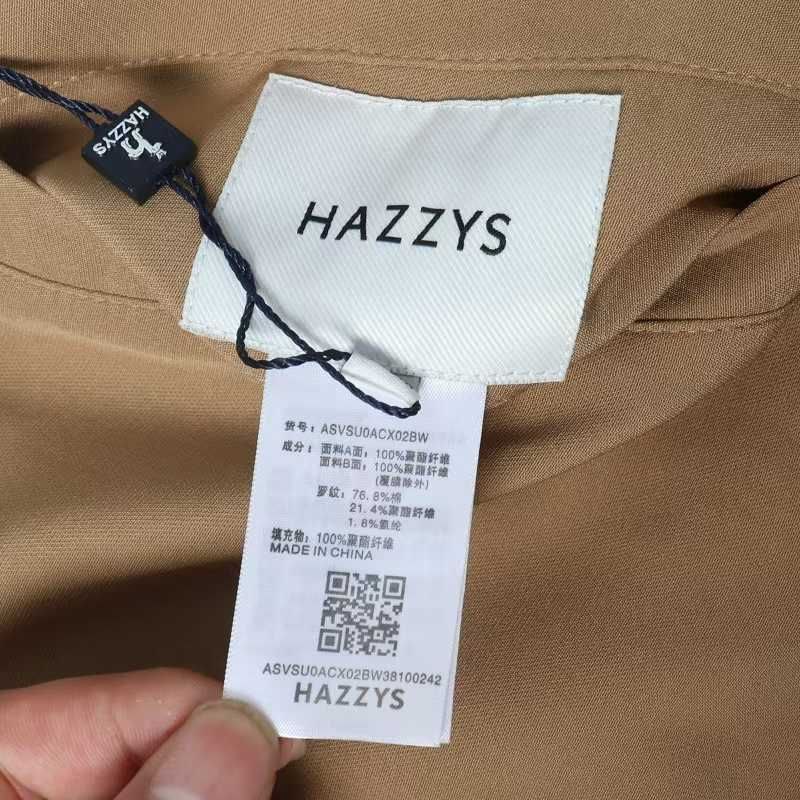 HAZZYS
HAZZYS
货号: ASVSU0ACX02BW
成分: 面料A面: 100%聚酯纤维
面料B面: 100%聚酯纤维
(覆膜除外)
罗纹: 76.8%棉
21.4%聚酯纤维
1.8%氨纶
填充物: 100%聚酯纤维
MADE IN CHINA
ASVSU0ACX02BW38100242
HAZZYS